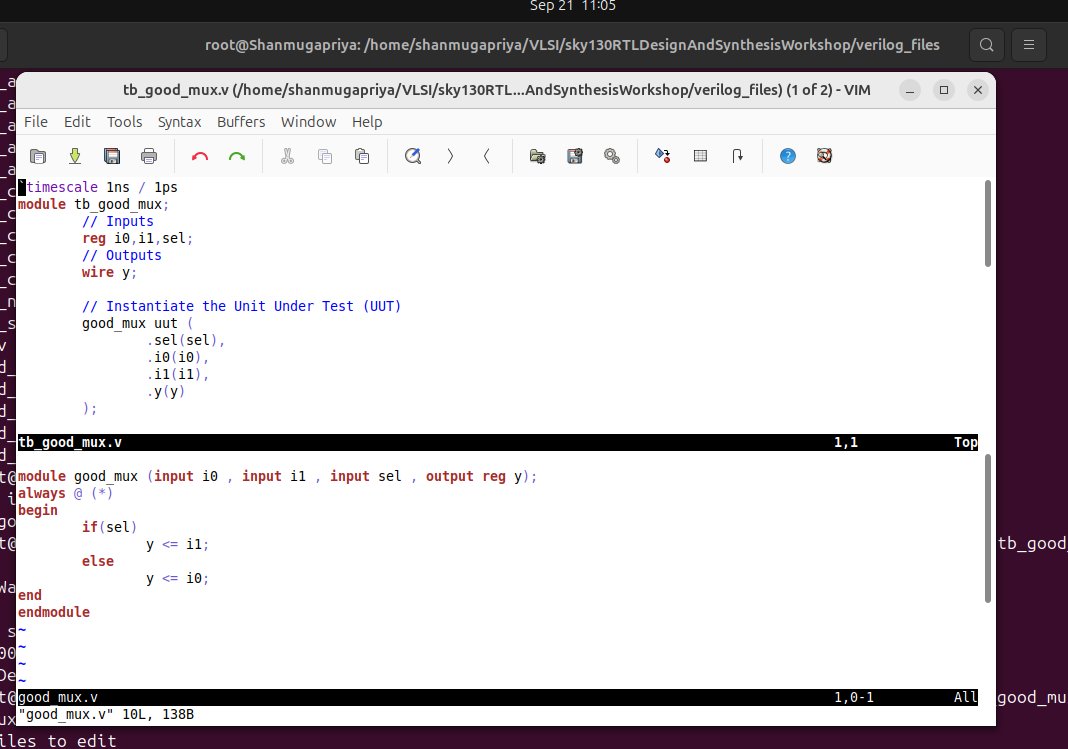 Sep 21 11:05
root@Shanmugapriya: /home/shanmugapriya/VLSI/sky130RTLDesignAndSynthesisWorkshop/verilog_files
tb_good_mux.v (/home/shanmugapriya/VLSI/sky130RTL...AndSynthesisWorkshop/verilog_files) (1 of 2) - VIM
File Edit Tools Syntax Buffers Window Help
`timescale 1ns / 1ps
module tb_good_mux;
// Inputs
reg i0,i1,sel;
// Outputs
wire y;
// Instantiate the Unit Under Test (UUT)
good_mux uut (
.sel(sel),
.i0(i0),
.i1(i1),
.y(y)
);
tb_good_mux.v 1,1 Top
module good_mux (input i0 , input i1 , input sel , output reg y);
always @ (*)
begin
if(sel)
y <= i1;
else
y <= i0;
end
endmodule
~
~
~
~
good_mux.v 1,0-1 All
"good_mux.v" 10L, 138B
tb_good_
good_mu
iles to edit